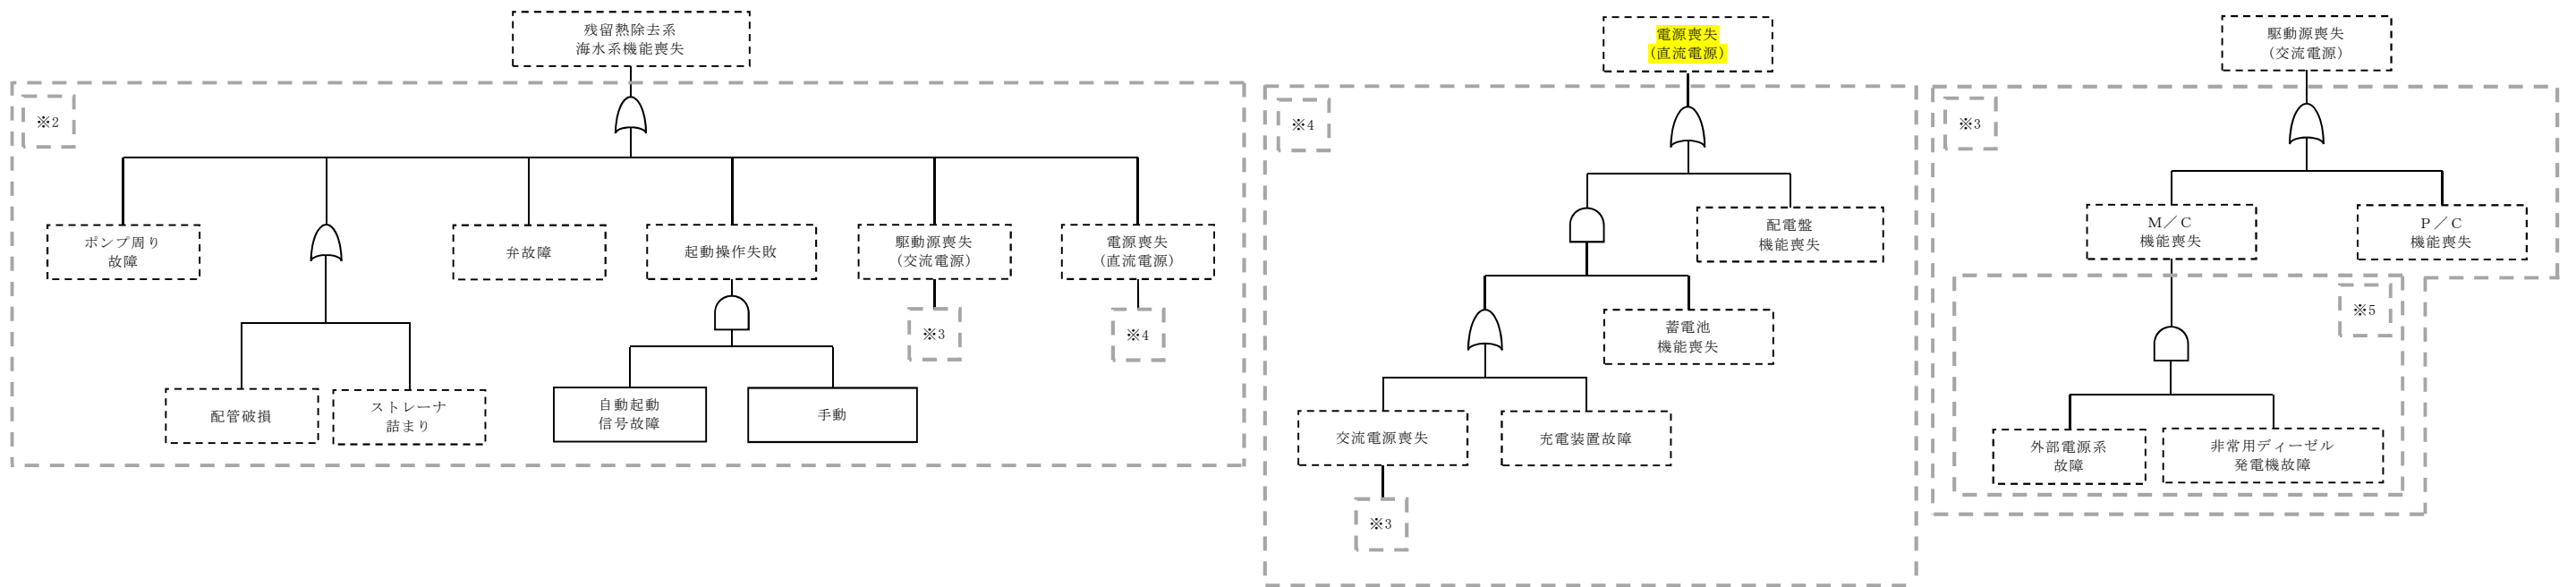 残留熱除去系
海水系機能喪失
※2
ポンプ周り
故障
弁故障
起動操作失敗
駆動源喪失
(交流電源)
電源喪失
(直流電源)
※3
※4
配管破損
ストレーナ
詰まり
自動起動
信号故障
手動
電源喪失
(直流電源)
※4
配電盤
機能喪失
蓄電池
機能喪失
交流電源喪失
充電装置故障
※3
駆動源喪失
(交流電源)
※3
M/C
機能喪失
P/C
機能喪失
※5
外部電源系
故障
非常用ディーゼル
発電機故障